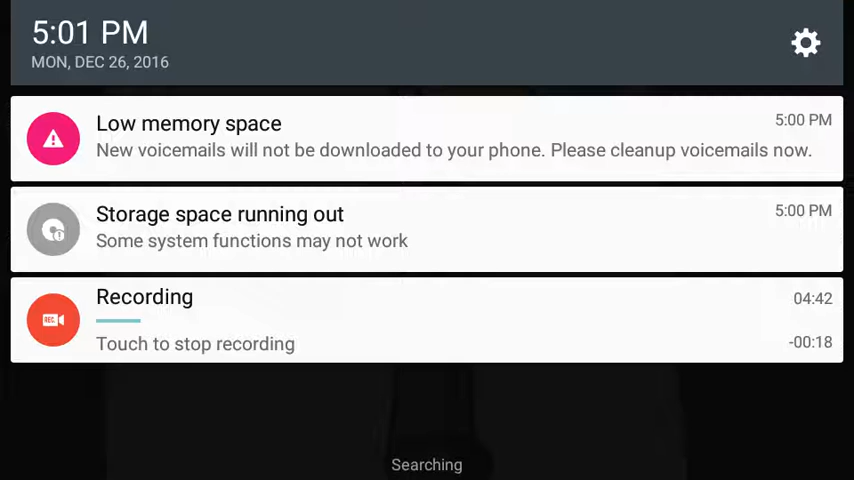 5:01 PM
MON, DEC 26, 2016
Low memory space 5:00 PM
New voicemails will not be downloaded to your phone. Please cleanup voicemails now.
Storage space running out 5:00 PM
Some system functions may not work
Recording 04:42
REC
Touch to stop recording -00:18
Searching